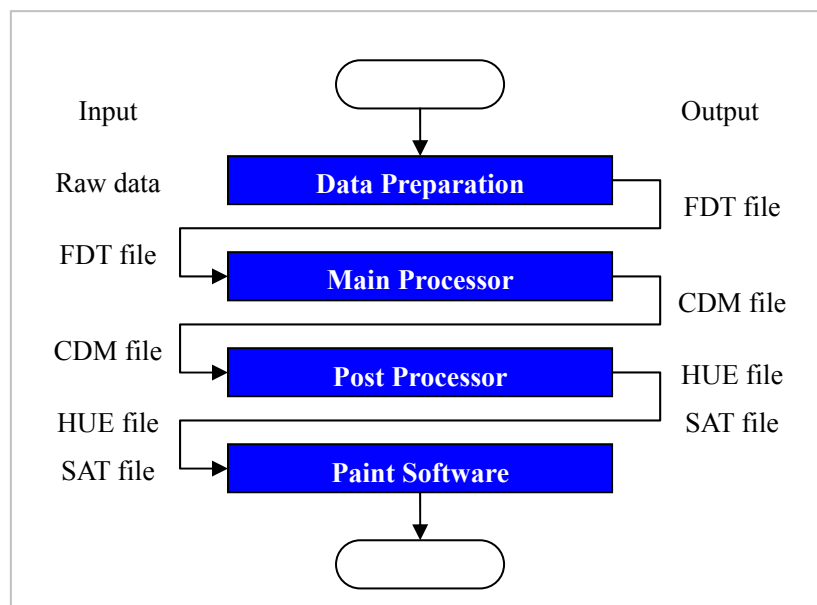 Input
Output
Raw data
Data Preparation
FDT file
FDT file
Main Processor
CDM file
CDM file
Post Processor
HUE file
HUE file
SAT file
SAT file
Paint Software